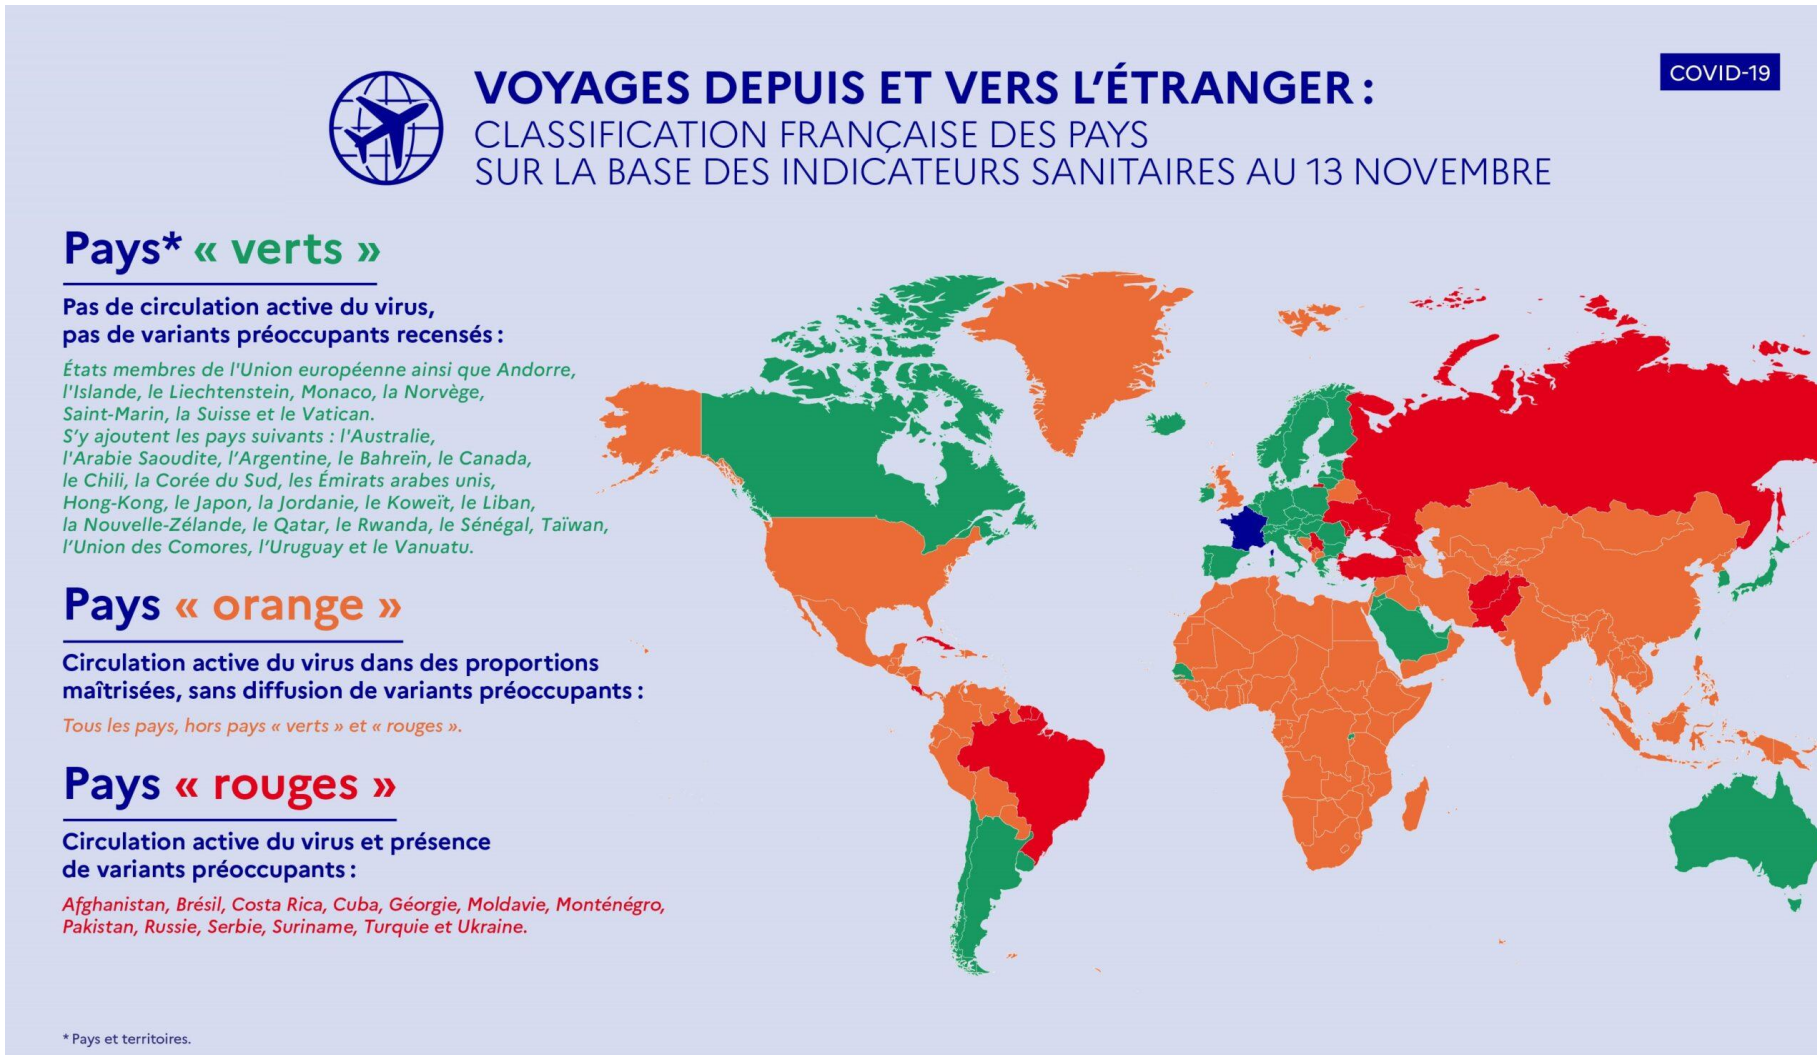 VOYAGES DEPUIS ET VERS L'ÉTRANGER :
COVID-19
CLASSIFICATION FRANÇAISE DES PAYS
SUR LA BASE DES INDICATEURS SANITAIRES AU 13 NOVEMBRE
Pays* « verts »
Pas de circulation active du virus,
pas de variants préoccupants recensés :
États membres de l'Union européenne ainsi que Andorre,
l'Islande, le Liechtenstein, Monaco, la Norvège,
Saint-Marin, la Suisse et le Vatican.
S'y ajoutent les pays suivants : l'Australie,
l'Arabie Saoudite, l'Argentine, le Bahreïn, le Canada,
le Chili, la Corée du Sud, les Émirats arabes unis,
Hong-Kong, le Japon, la Jordanie, le Koweït, le Liban,
la Nouvelle-Zélande, le Qatar, le Rwanda, le Sénégal, Taïwan,
l'Union des Comores, l'Uruguay et le Vanuatu.
Pays « orange »
Circulation active du virus dans des proportions
maîtrisées, sans diffusion de variants préoccupants :
Tous les pays, hors pays « verts » et « rouges ».
Pays « rouges »
Circulation active du virus et présence
de variants préoccupants :
Afghanistan, Brésil, Costa Rica, Cuba, Géorgie, Moldavie, Monténégro,
Pakistan, Russie, Serbie, Suriname, Turquie et Ukraine.
* Pays et territoires.